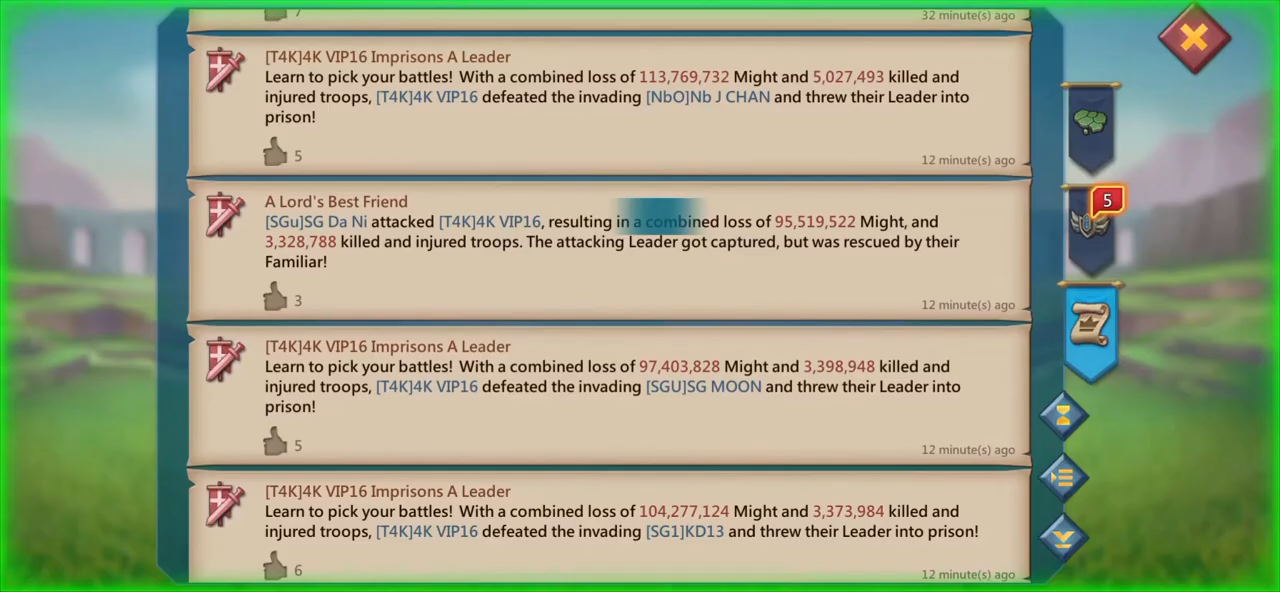 7
32 minute(s) ago
[T4K]4K VIP16 Imprisons A Leader
Learn to pick your battles! With a combined loss of 113,769,732 Might and 5,027,493 killed and
injured troops, [T4K]4K VIP16 defeated the invading [NbO]Nb J CHAN and threw their Leader into
prison!
5
12 minute(s) ago
A Lord's Best Friend
[SGu]SG Da Ni attacked [T4K]4K VIP16, resulting in a combined loss of 95,519,522 Might, and
3,328,788 killed and injured troops. The attacking Leader got captured, but was rescued by their
Familiar!
3
12 minute(s) ago
[T4K]4K VIP16 Imprisons A Leader
Learn to pick your battles! With a combined loss of 97,403,828 Might and 3,398,948 killed and
injured troops, [T4K]4K VIP16 defeated the invading [SGU]SG MOON and threw their Leader into
prison!
5
12 minute(s) ago
[T4K]4K VIP16 Imprisons A Leader
Learn to pick your battles! With a combined loss of 104,277,124 Might and 3,373,984 killed and
injured troops, [T4K]4K VIP16 defeated the invading [SG1]KD13 and threw their Leader into prison!
6
12 minute(s) ago
5